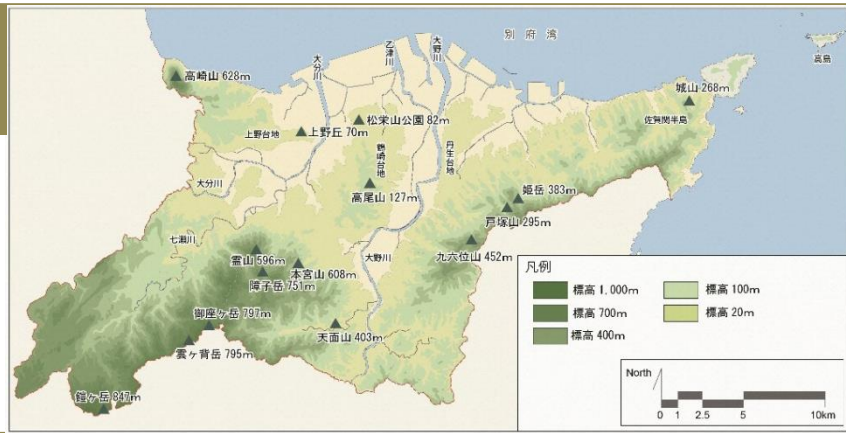 別府湾
高島
大分川
乙津川
大野川
高崎山 628m
城山 268m
佐賀関半島
松栄山公園 82m
上野台地
上野丘 70m
鶴崎台地
丹生台地
大分川
高尾山 127m
姫岳 383m
戸塚山 295m
七瀬川
霊山 596m
本宮山 608m
障子岳 751m
大野川
九六位山 452m
御座ヶ岳 797m
天面山 403m
雲ヶ背岳 795m
鎧ヶ岳 847m
凡例
標高 1,000m
標高 100m
標高 700m
標高 20m
標高 400m
North
0 1 2.5 5 10km